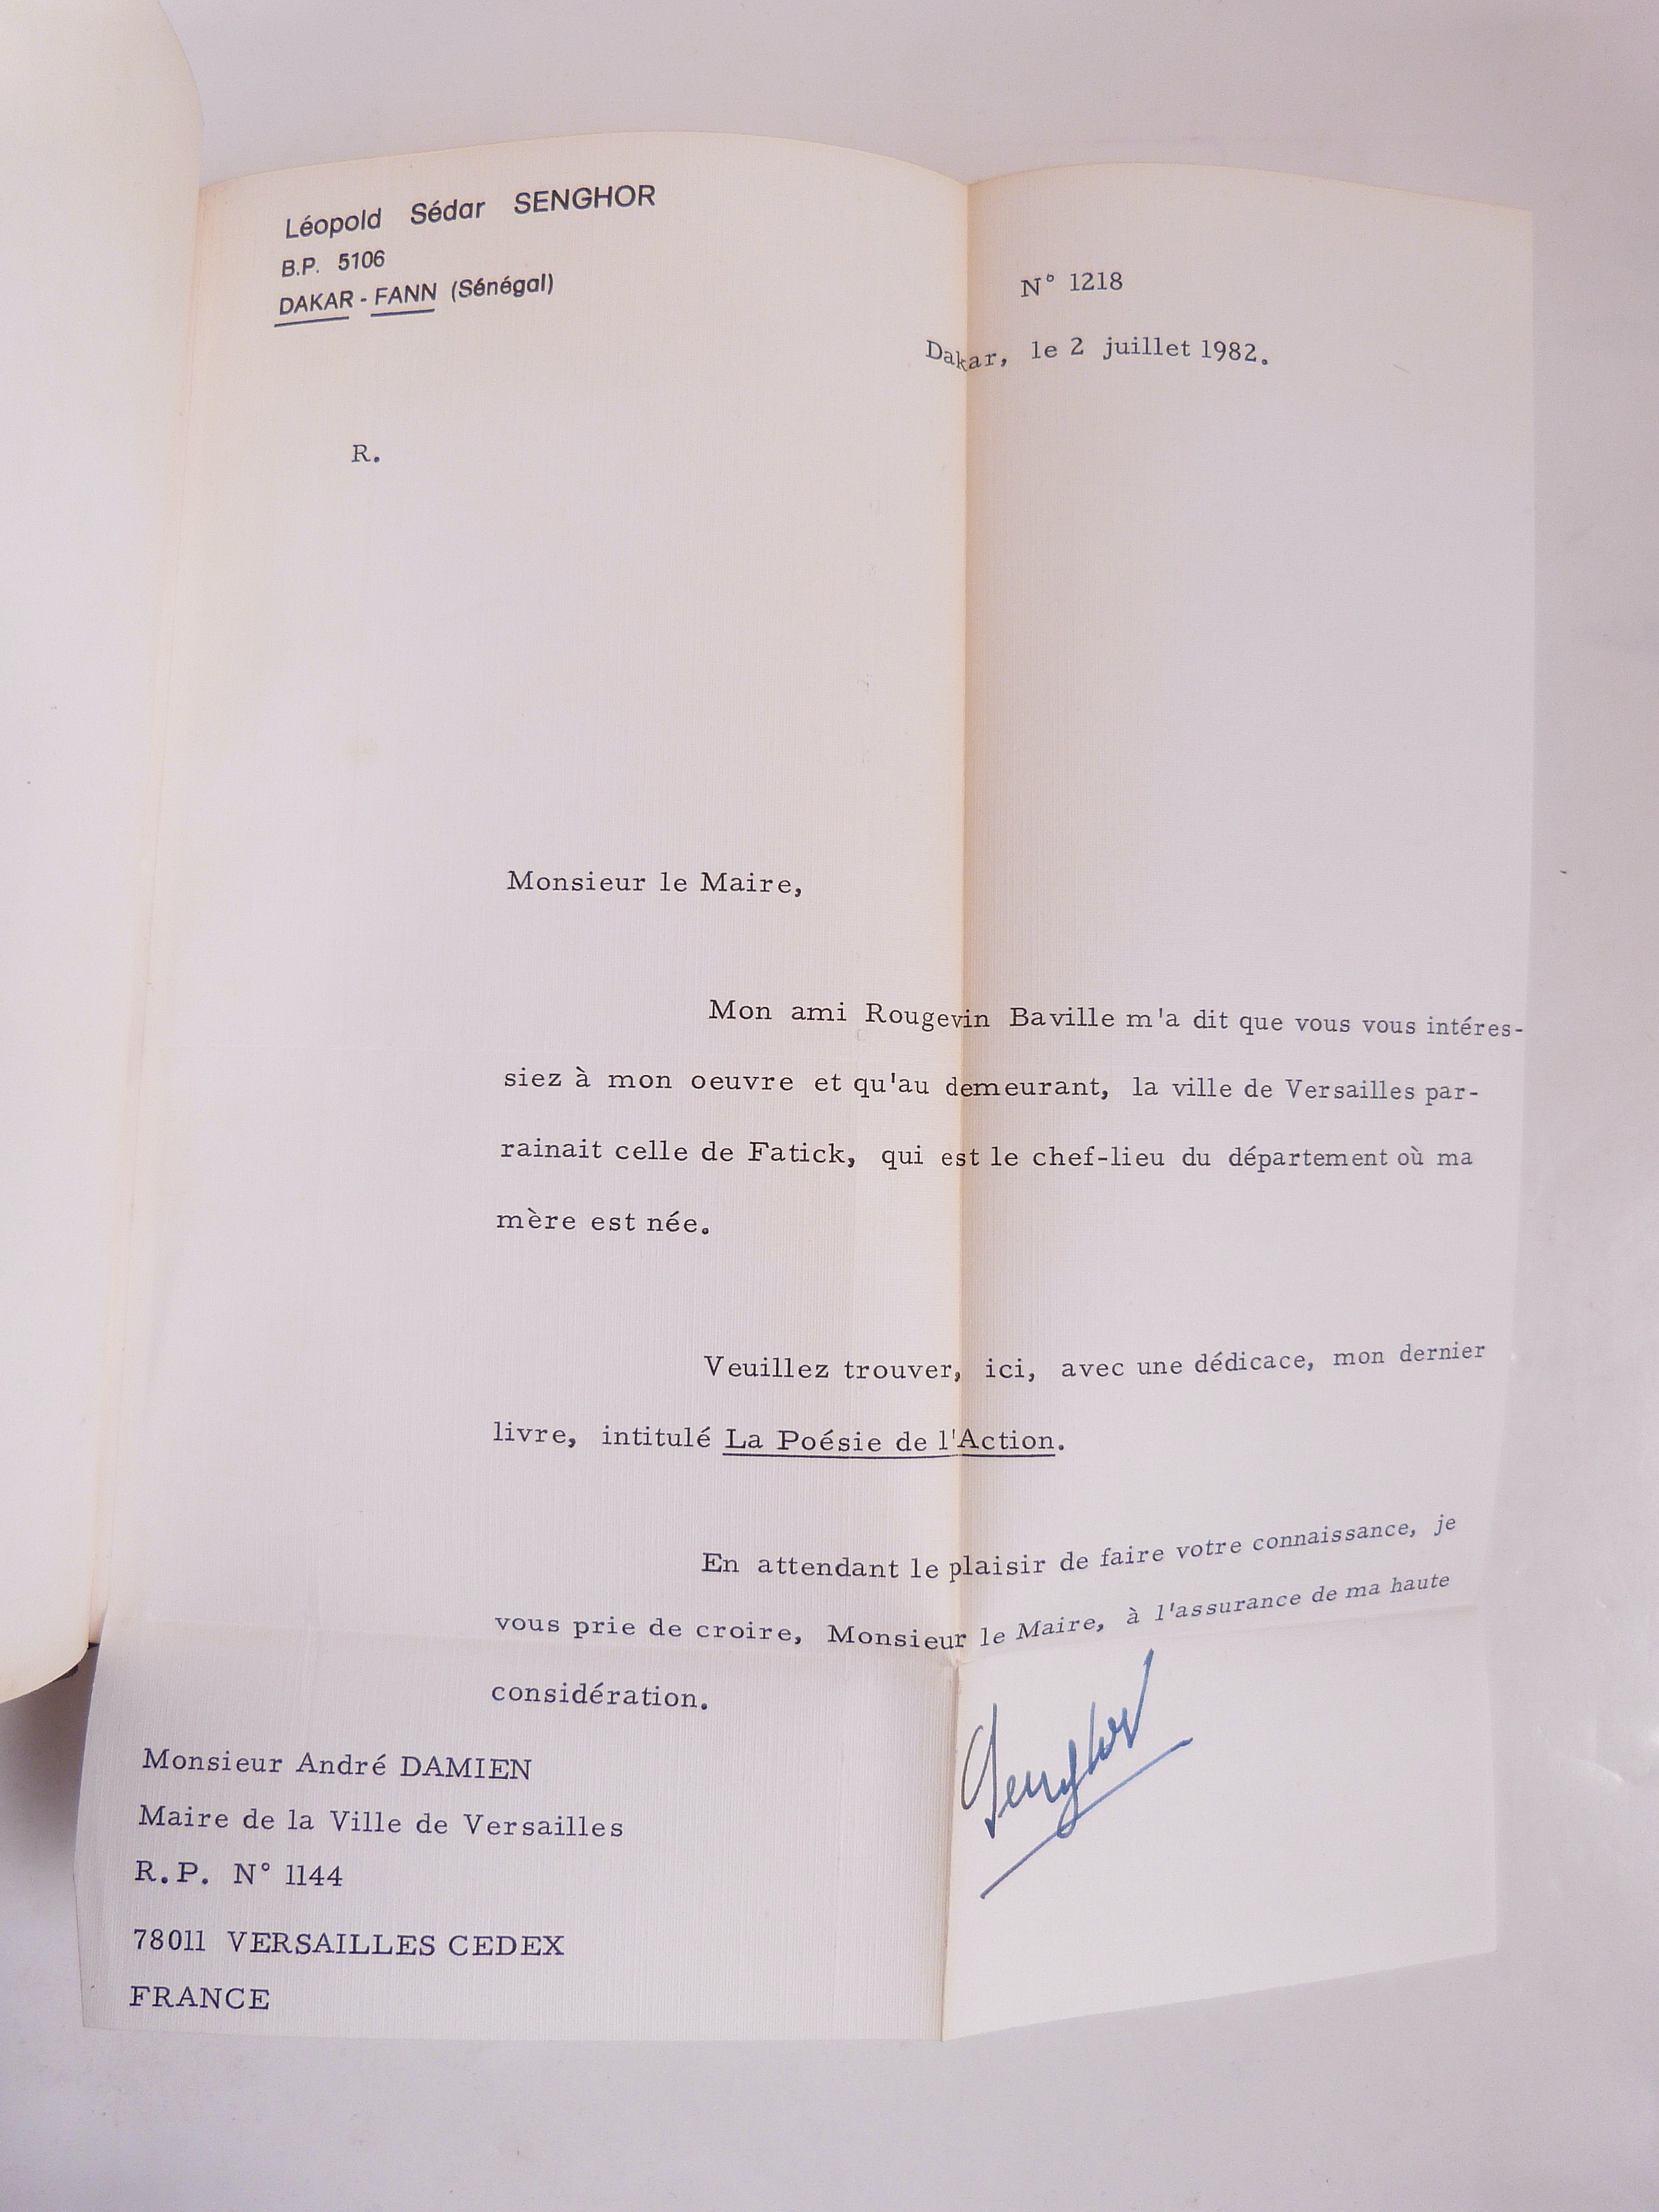 Léopold Sédar SENGHOR
B.P. 5106
DAKAR - FANN (Sénégal)
N° 1218
Dakar, le 2 juillet 1982.
R.
Monsieur le Maire,
Mon ami Rougevin Baville m'a dit que vous vous intéres-
siez à mon oeuvre et qu'au demeurant, la ville de Versailles par-
rainait celle de Fatick, qui est le chef-lieu du département où ma
mère est née.
Veuillez trouver, ici, avec une dédicace, mon dernier
livre, intitulé La Poésie de l'Action.
En attendant le plaisir de faire votre connaissance, je
vous prie de croire, Monsieur le Maire, à l'assurance de ma haute
considération.
Senghor
Monsieur André DAMIEN
Maire de la Ville de Versailles
R.P. N° 1144
78011 VERSAILLES CEDEX
FRANCE